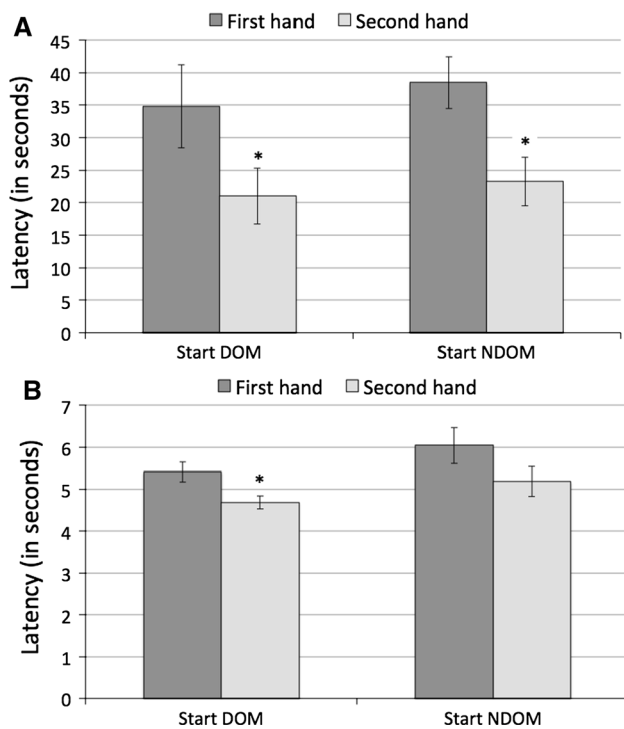 A
First hand Second hand
Latency (in seconds)
45
40
35
30
25
20
15
10
5
0
*
*
Start DOM Start NDOM
B
First hand Second hand
Latency (in seconds)
7
6
5
4
3
2
1
0
*
Start DOM Start NDOM